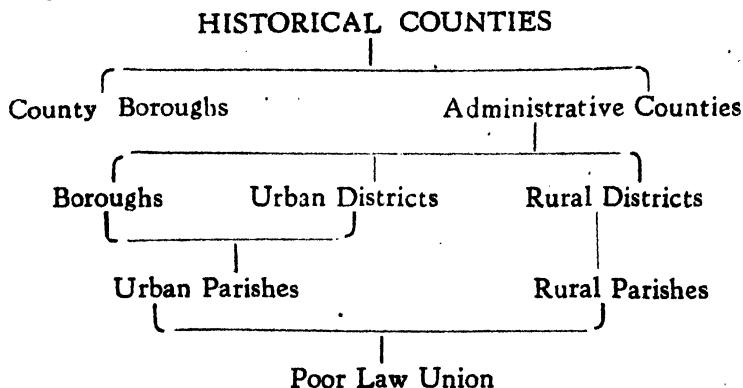 HISTORICAL COUNTIES
County Boroughs Administrative Counties
Boroughs Urban Districts Rural Districts
Urban Parishes Rural Parishes
Poor Law Union